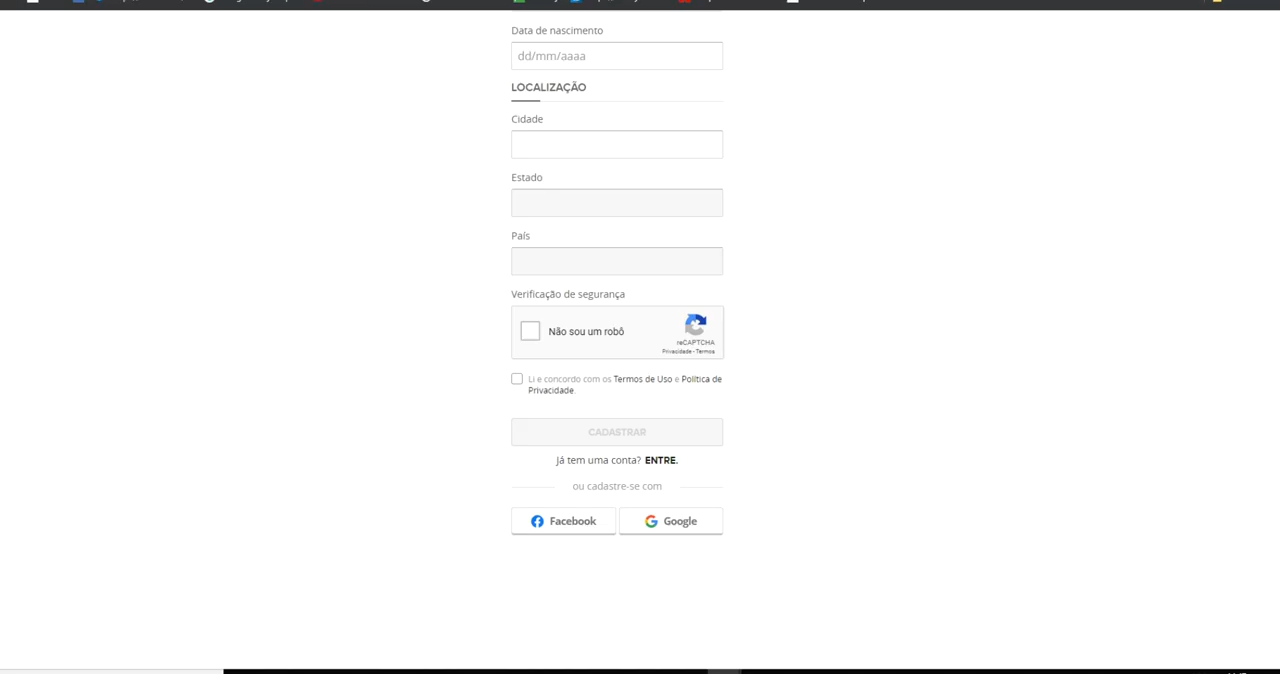 Data de nascimento
dd/mm/aaaa
LOCALIZAÇÃO
Cidade
Estado
País
Verificação de segurança
Não sou um robô
reCAPTCHA
Privacidade - Termos
Li e concordo com os Termos de Uso e Política de
Privacidade.
CADASTRAR
Já tem uma conta? ENTRE.
ou cadastre-se com
Facebook
Google